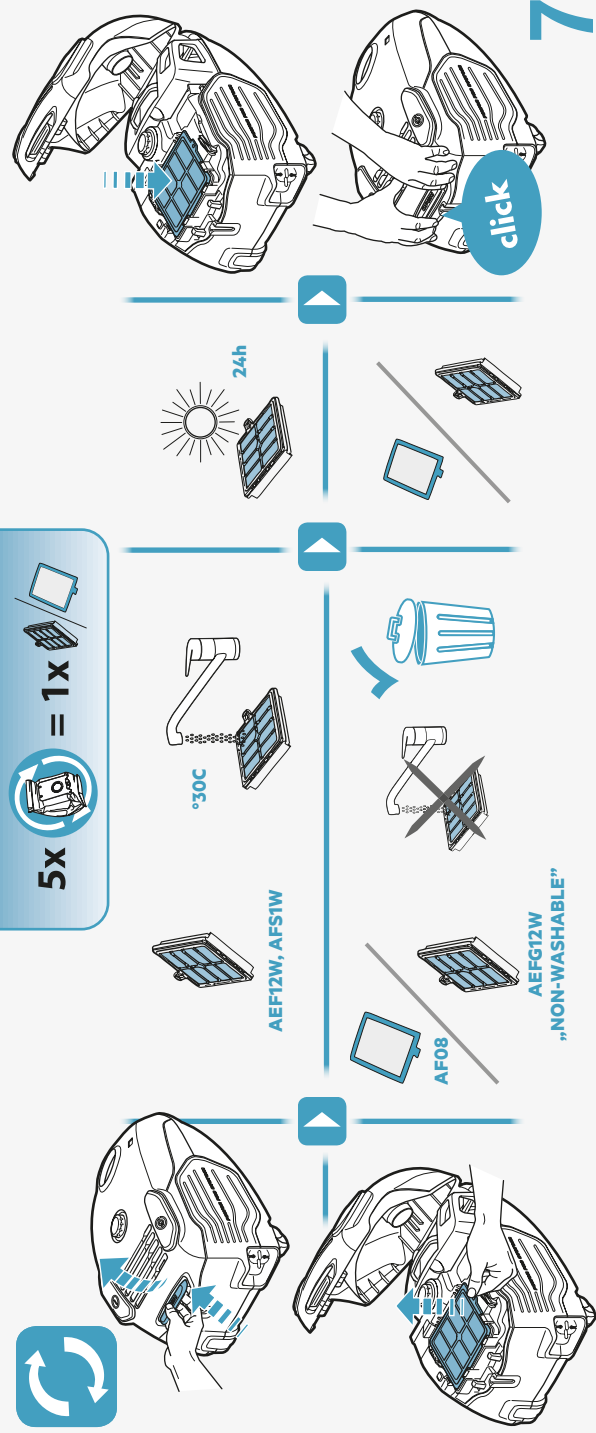 5x = 1x
AEF12W, AFS1W
°30C
24h
AF08
AEFG12W
„NON-WASHABLE”
click
7